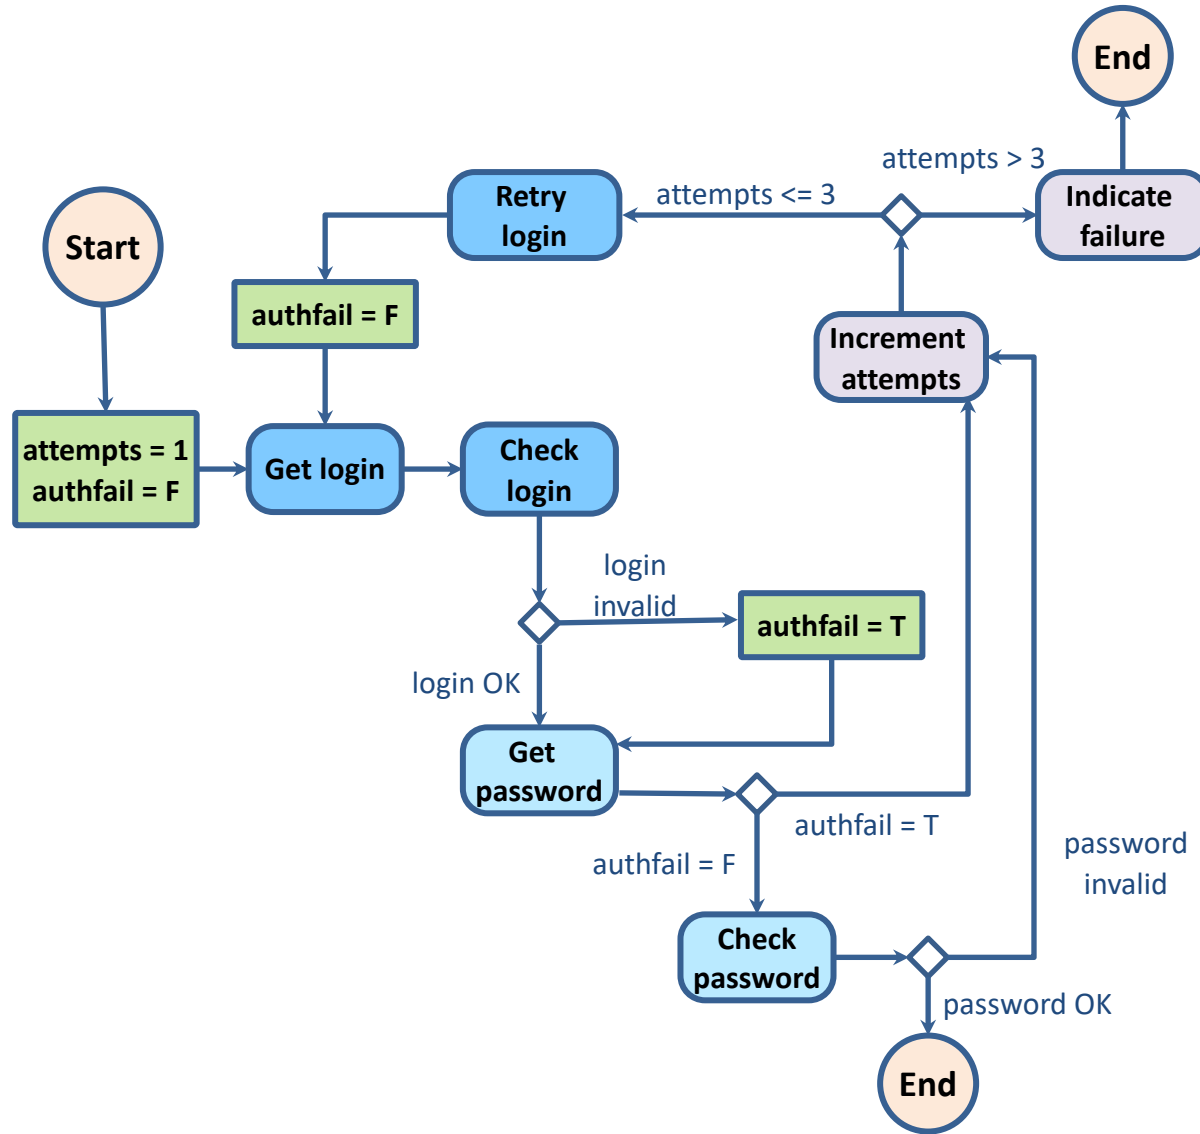 End
attempts > 3
Retry
login
attempts <= 3
Indicate
failure
Start
authfail = F
Increment
attempts
attempts = 1
authfail = F
Get login
Check
login
login
invalid
authfail = T
login OK
Get
password
authfail = T
authfail = F
password
invalid
Check
password
password OK
End